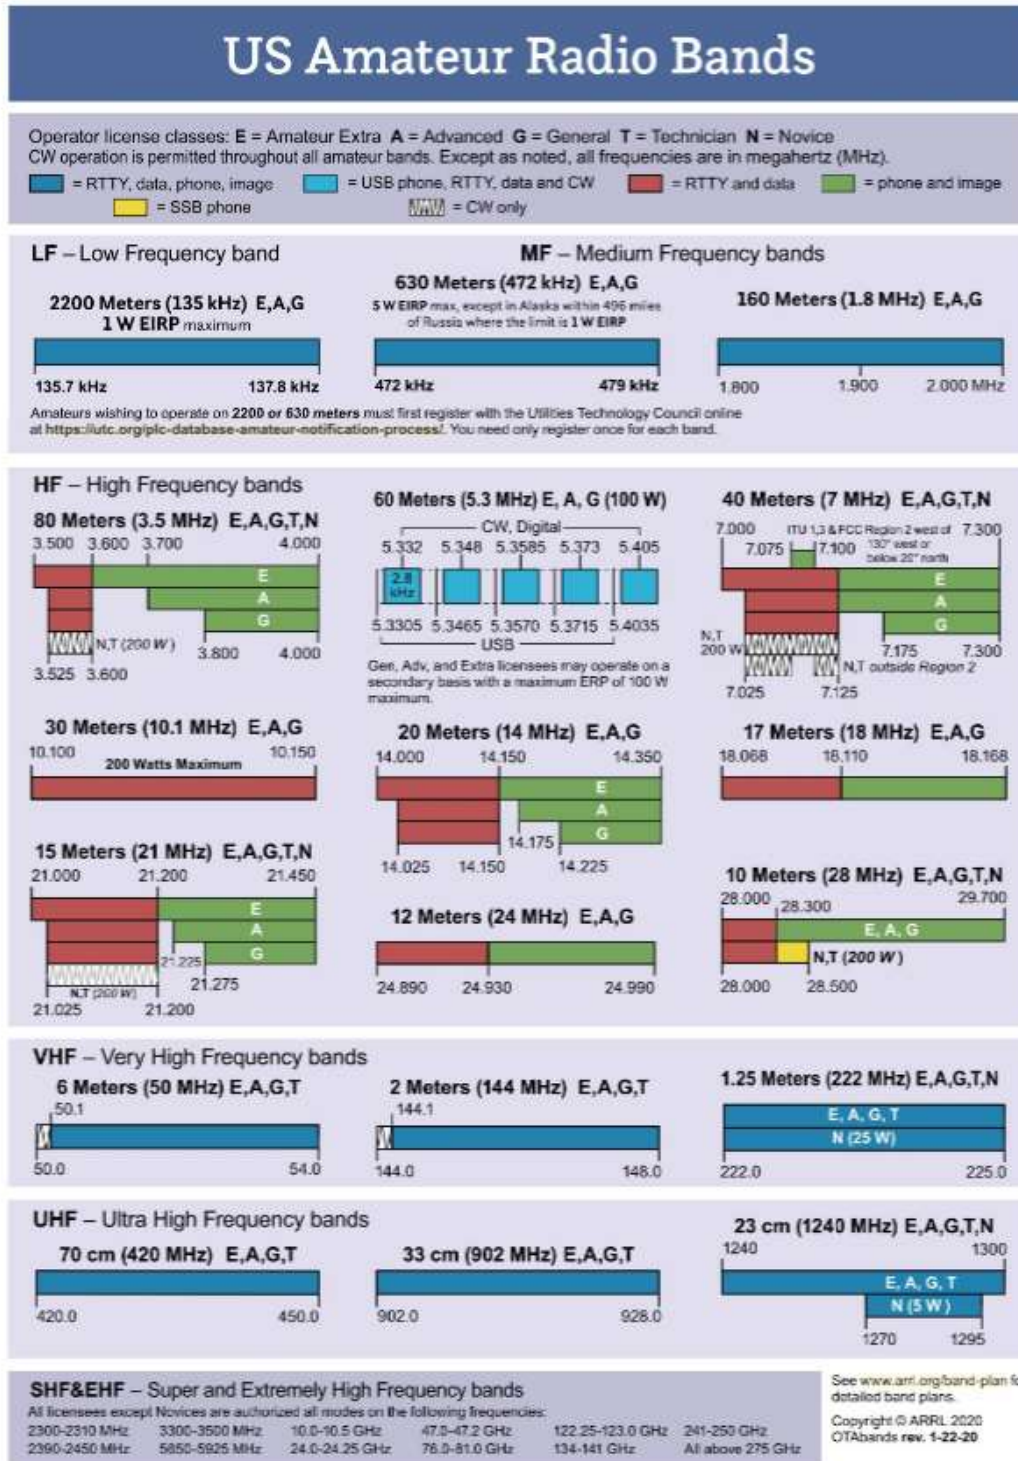 US Amateur Radio Bands
Operator license classes: E = Amateur Extra A = Advanced G = General T = Technician N = Novice
CW operation is permitted throughout all amateur bands. Except as noted, all frequencies are in megahertz (MHz).
= RTTY, data, phone, image = USB phone, RTTY, data and CW = RTTY and data = phone and image
= SSB phone = CW only
LF – Low Frequency band
2200 Meters (135 kHz) E,A,G
1 W EIRP maximum
135.7 kHz 137.8 kHz
MF – Medium Frequency bands
630 Meters (472 kHz) E,A,G
5 W EIRP max, except in Alaska within 496 miles
of Russia where the limit is 1 W EIRP
472 kHz 479 kHz
160 Meters (1.8 MHz) E,A,G
1.800 1.900 2.000 MHz
Amateurs wishing to operate on 2200 or 630 meters must first register with the Utilities Technology Council online
at https://utc.org/plc-database-amateur-notification-process/. You need only register once for each band.
HF – High Frequency bands
80 Meters (3.5 MHz) E,A,G,T,N
3.500 3.600 3.700 4.000
E
A
G
N,T (200 W)
3.800 4.000
3.525 3.600
60 Meters (5.3 MHz) E, A, G (100 W)
CW, Digital
5.332 5.348 5.3585 5.373 5.405
2.8
kHz
5.3305 5.3465 5.3570 5.3715 5.4035
USB
Gen, Adv, and Extra licensees may operate on a
secondary basis with a maximum ERP of 100 W
maximum.
40 Meters (7 MHz) E,A,G,T,N
7.000 ITU 1,3 & FCC Region 2 west of 7.300
7.075 7.100 130° west or
below 20° north
E
A
G
N,T
200 W
7.175 7.300
N,T outside Region 2
7.025 7.125
30 Meters (10.1 MHz) E,A,G
10.100 10.150
200 Watts Maximum
20 Meters (14 MHz) E,A,G
14.000 14.150 14.350
E
A
G
14.175
14.025 14.150 14.225
17 Meters (18 MHz) E,A,G
18.068 18.110 18.168
15 Meters (21 MHz) E,A,G,T,N
21.000 21.200 21.450
E
A
G
21.225
N,T (200 W) 21.275
21.025 21.200
12 Meters (24 MHz) E,A,G
24.890 24.930 24.990
10 Meters (28 MHz) E,A,G,T,N
28.000 28.300 29.700
E, A, G
N,T (200 W)
28.000 28.500
VHF – Very High Frequency bands
6 Meters (50 MHz) E,A,G,T
50.1
50.0 54.0
2 Meters (144 MHz) E,A,G,T
144.1
144.0 148.0
1.25 Meters (222 MHz) E,A,G,T,N
E, A, G, T
N (25 W)
222.0 225.0
UHF – Ultra High Frequency bands
70 cm (420 MHz) E,A,G,T
420.0 450.0
33 cm (902 MHz) E,A,G,T
902.0 928.0
23 cm (1240 MHz) E,A,G,T,N
1240 1300
E, A, G, T
N (5 W)
1270 1295
SHF&EHF – Super and Extremely High Frequency bands
All licensees except Novices are authorized all modes on the following frequencies:
2300-2310 MHz 3300-3500 MHz 10.0-10.5 GHz 47.0-47.2 GHz 122.25-123.0 GHz 241-250 GHz
2390-2450 MHz 5650-5925 MHz 24.0-24.25 GHz 76.0-81.0 GHz 134-141 GHz All above 275 GHz
See www.arrl.org/band-plan fo
detailed band plans.
Copyright © ARRL 2020
OTAbands rev. 1-22-20